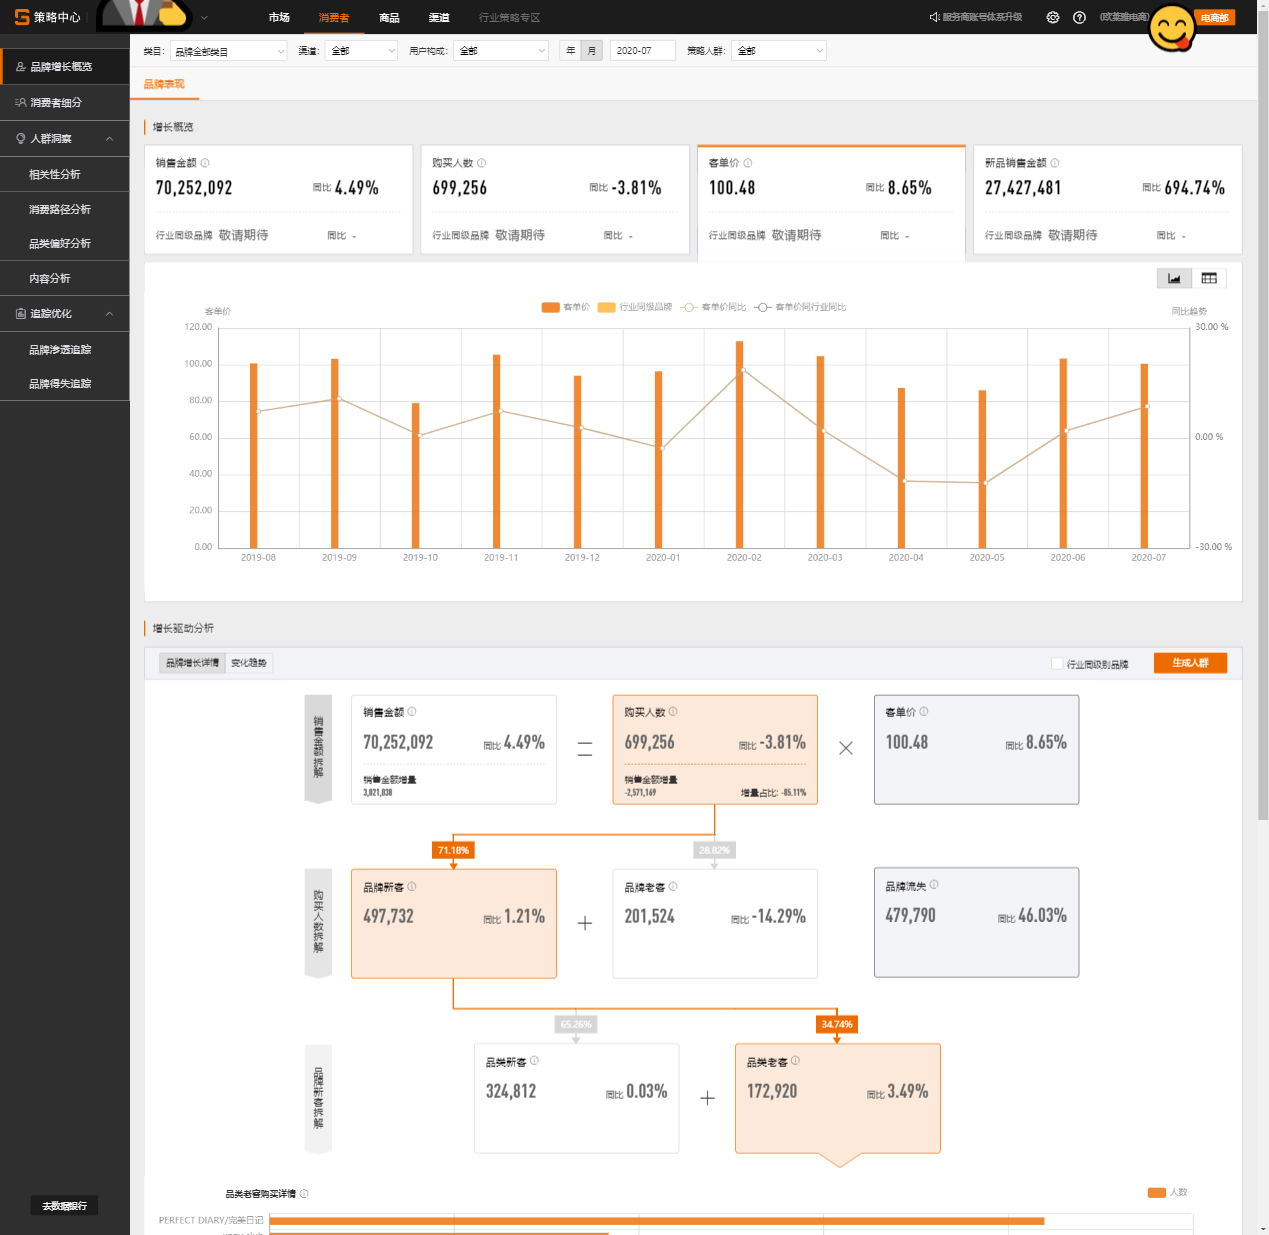 策略中心
市场 消费者 商品 渠道 行业策略专区
服务商账号体系升级
(欧莱雅电商)
电商部
品牌增长概览
消费者细分
人群洞察
相关性分析
消费路径分析
品类偏好分析
内容分析
追踪优化
品牌渗透追踪
品牌得失追踪
去数据银行
类目: 品牌全部类目 渠道: 全部 用户构成: 全部 年 月 2020-07 策略人群: 全部
品牌表现
增长概览
销售金额
70,252,092 同比 4.49%
行业同级品牌 敬请期待 同比 -
购买人数
699,256 同比 -3.81%
行业同级品牌 敬请期待 同比 -
客单价
100.48 同比 8.65%
行业同级品牌 敬请期待 同比 -
新品销售金额
27,427,481 同比 694.74%
行业同级品牌 敬请期待 同比 -
客单价 行业同级品牌 客单价同比 客单价同行业同比
客单价
同比趋势
120.00
100.00
80.00
60.00
40.00
20.00
0.00
30.00 %
0.00 %
-30.00 %
2019-08 2019-09 2019-10 2019-11 2019-12 2020-01 2020-02 2020-03 2020-04 2020-05 2020-06 2020-07
增长驱动分析
品牌增长详情 变化趋势
行业同级别品牌
生成人群
销售金额拆解
销售金额
70,252,092 同比 4.49%
销售金额增量
3,021,038
购买人数
699,256 同比 -3.81%
销售金额增量
-2,571,169 增量占比: -85.11%
客单价
100.48 同比 8.65%
71.18%
28.82%
购买人数拆解
品牌新客
497,732 同比 1.21%
品牌老客
201,524 同比 -14.29%
品牌流失
479,790 同比 46.03%
65.26%
34.74%
品牌新客拆解
品类新客
324,812 同比 0.03%
品类老客
172,920 同比 3.49%
品类老客购买详情
人数
PERFECT DIARY/完美日记